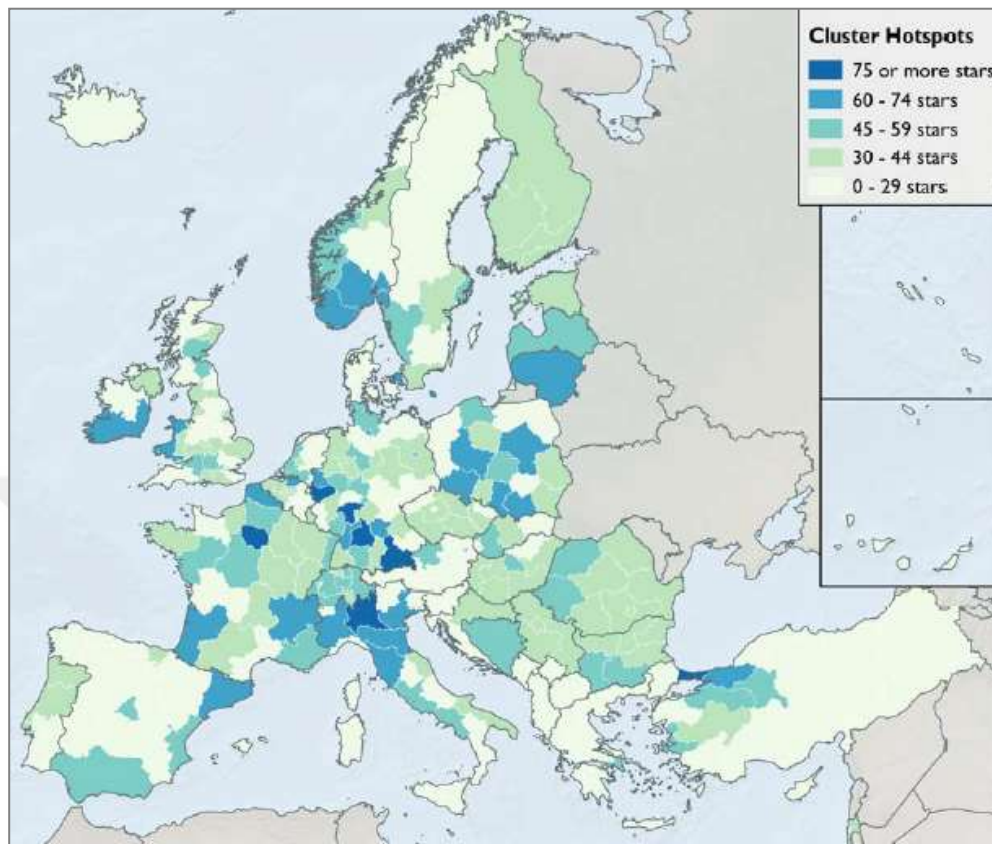 Cluster Hotspots
75 or more stars
60 - 74 stars
45 - 59 stars
30 - 44 stars
0 - 29 stars